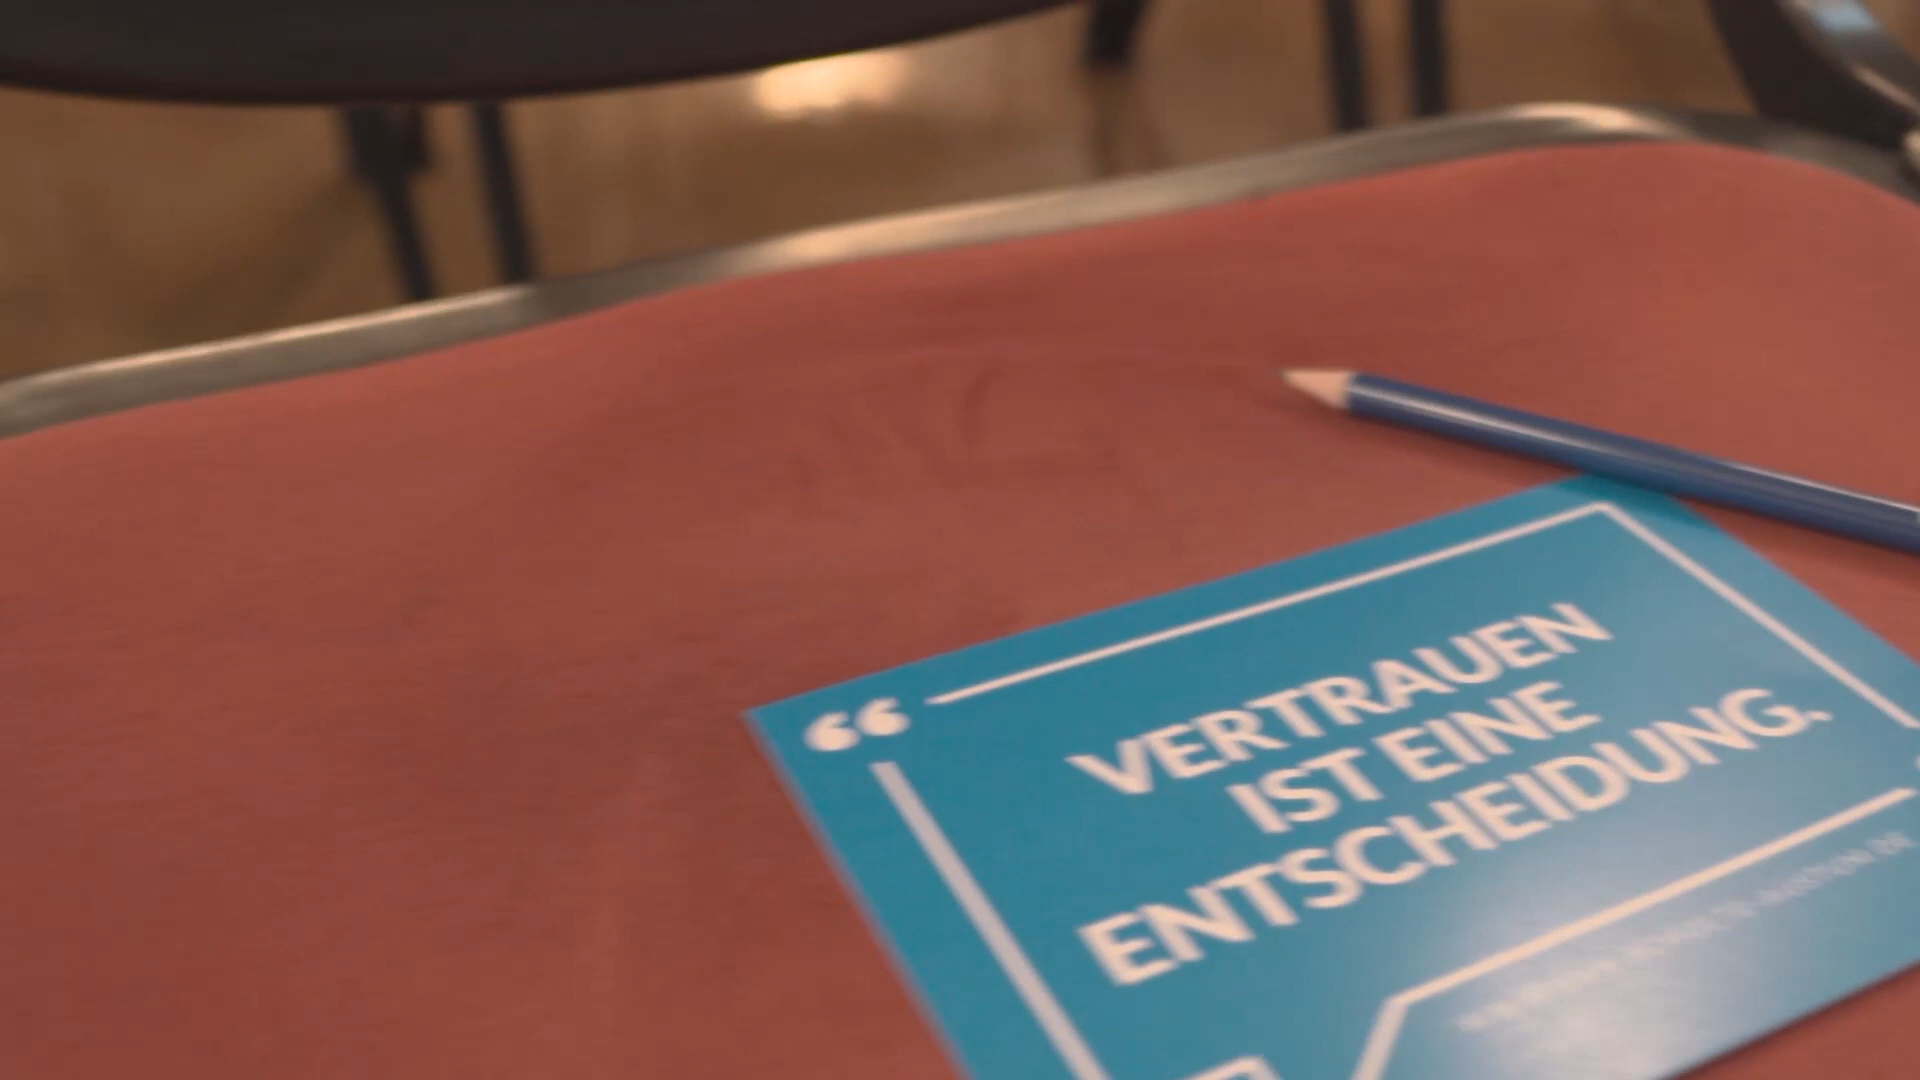 “
VERTRAUEN
IST EINE
ENTSCHEIDUNG.